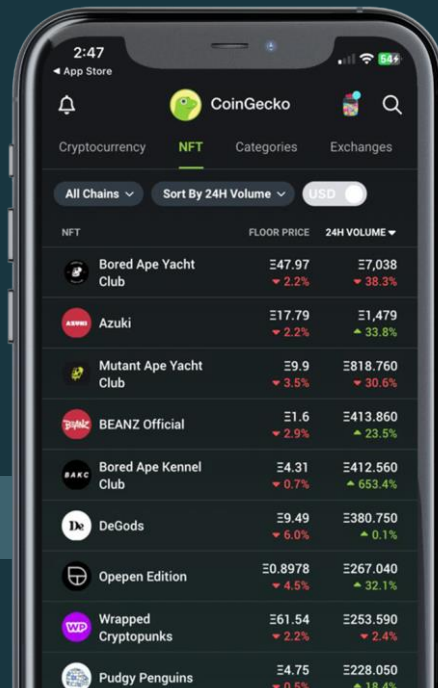 2:47
54
◀ App Store
CoinGecko
Cryptocurrency NFT Categories Exchanges
All Chains Sort By 24H Volume USD
NFT FLOOR PRICE 24H VOLUME ▼
Bored Ape Yacht Club Ξ47.97 Ξ7,038
▼ 2.2% ▼ 38.3%
AZUKI Azuki Ξ17.79 Ξ1,479
▼ 2.2% ▲ 33.8%
Mutant Ape Yacht Club Ξ9.9 Ξ818.760
▼ 3.5% ▼ 30.6%
BEANZ BEANZ Official Ξ1.6 Ξ413.860
▼ 2.9% ▲ 23.5%
BAKC Bored Ape Kennel Club Ξ4.31 Ξ412.560
▼ 0.7% ▲ 653.4%
De DeGods Ξ9.49 Ξ380.750
▼ 6.0% ▲ 0.1%
Opepen Edition Ξ0.8978 Ξ267.040
▼ 4.5% ▲ 32.1%
WP Wrapped Cryptopunks Ξ61.54 Ξ253.590
▼ 2.2% ▼ 2.4%
Pudgy Penguins Ξ4.75 Ξ228.050
▼ 0.5% ▲ 18.4%